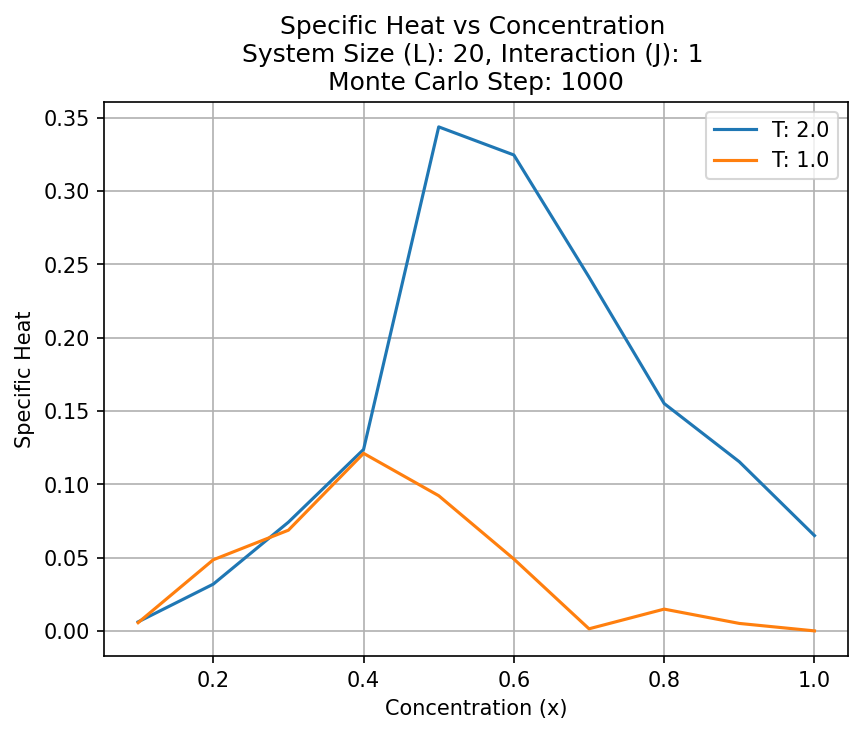 Specific Heat vs Concentration
System Size (L): 20, Interaction (J): 1
Monte Carlo Step: 1000
T: 2.0
T: 1.0
Specific Heat
0.35
0.30
0.25
0.20
0.15
0.10
0.05
0.00
0.2 0.4 0.6 0.8 1.0
Concentration (x)